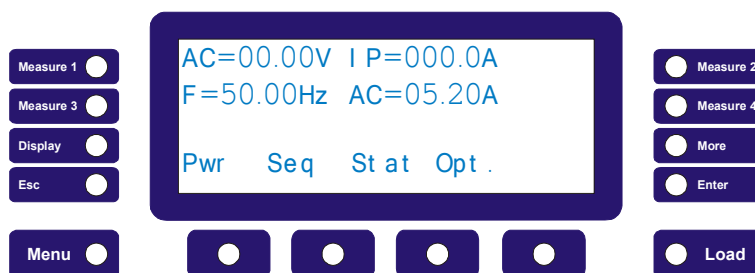 Measure 1
Measure 3
Display
Esc
Menu
AC=00.00V IP=000.0A
F=50.00Hz AC=05.20A
Pwr Seq Stat Opt.
Measure 2
Measure 4
More
Enter
Load